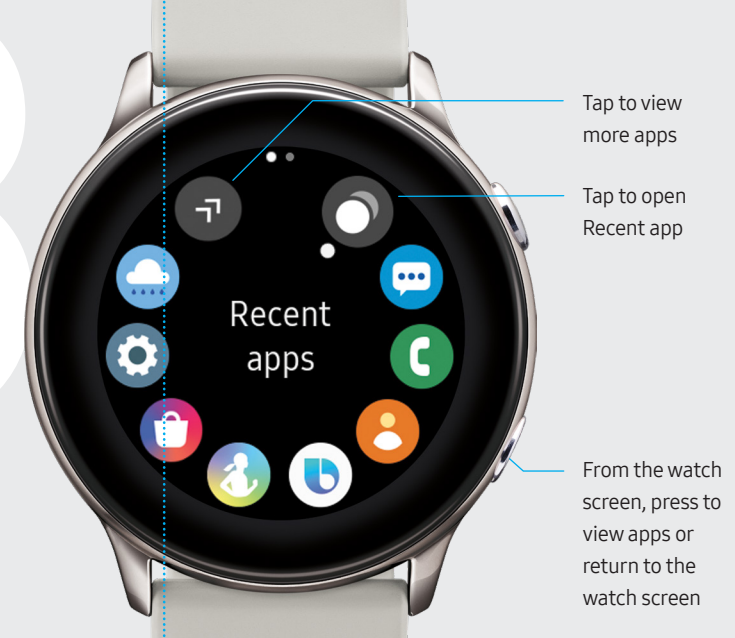 Tap to view
more apps
Tap to open
Recent app
Recent
apps
From the watch
screen, press to
view apps or
return to the
watch screen